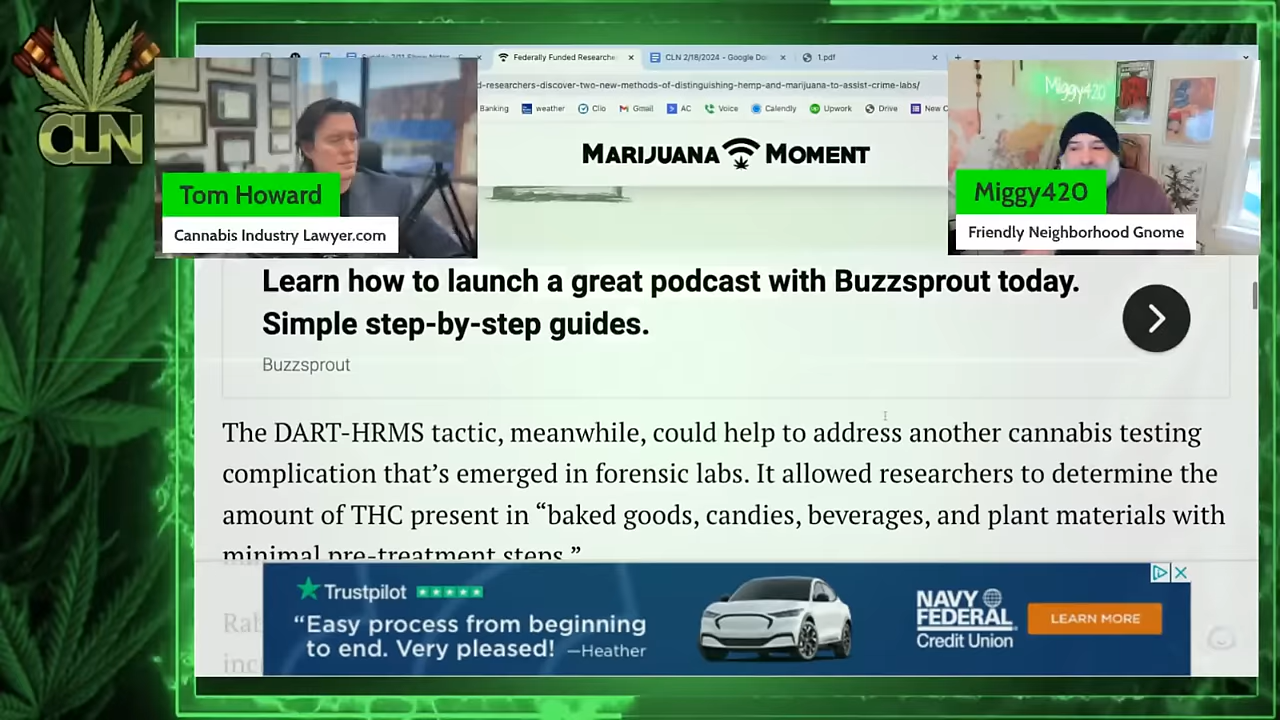 Federally Funded Researche
CLN 2/18/2024 - Google Do
1.pdf
d-researchers-discover-two-new-methods-of-distinguishing-hemp-and-marijuana-to-assist-crime-labs/
Banking
weather
Clio
Gmail
AC
Voice
Calendly
Upwork
Drive
New C
CLN
Miggy420
MARIJUANA MOMENT
Tom Howard
Cannabis Industry Lawyer.com
Miggy420
Friendly Neighborhood Gnome
Learn how to launch a great podcast with Buzzsprout today.
Simple step-by-step guides.
Buzzsprout
The DART-HRMS tactic, meanwhile, could help to address another cannabis testing
complication that’s emerged in forensic labs. It allowed researchers to determine the
amount of THC present in “baked goods, candies, beverages, and plant materials with
minimal pre-treatment steps.”
Trustpilot
“Easy process from beginning
to end. Very pleased! —Heather
NAVY
FEDERAL
Credit Union
LEARN MORE